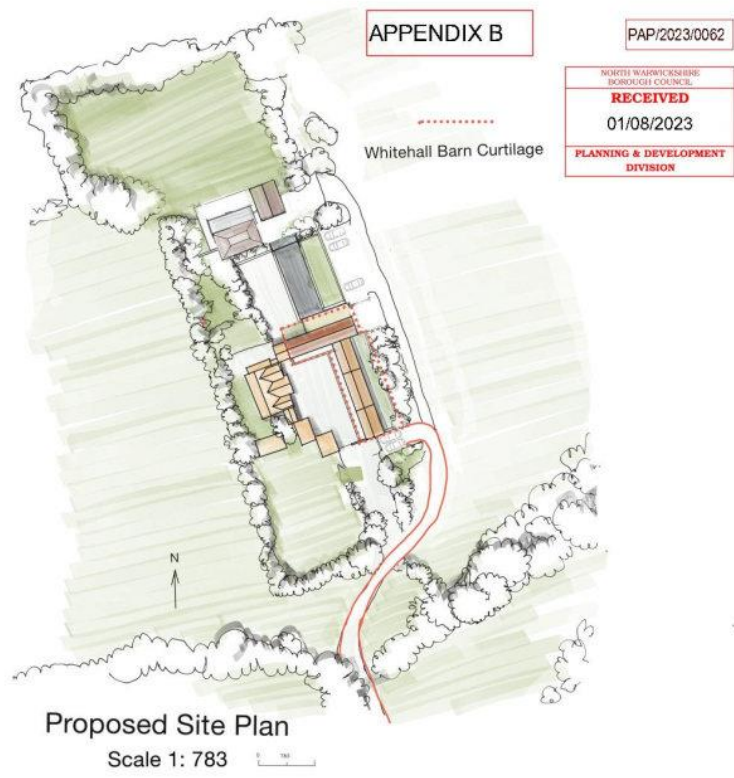 APPENDIX B
PAP/2023/0062
NORTH WARWICKSHIRE
BOROUGH COUNCIL
RECEIVED
01/08/2023
PLANNING & DEVELOPMENT
DIVISION
Whitehall Barn Curtilage
N
Proposed Site Plan
Scale 1: 783